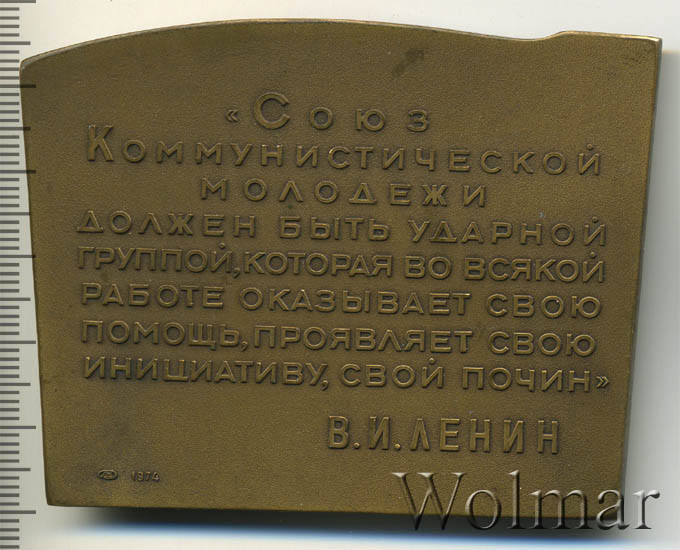 «Союз
Коммунистической
молодежи
должен быть ударной
группой, которая во всякой
работе оказывает свою
помощь, проявляет свою
инициативу, свой почин»
В.И.ЛЕНИН
1974
Wolmar